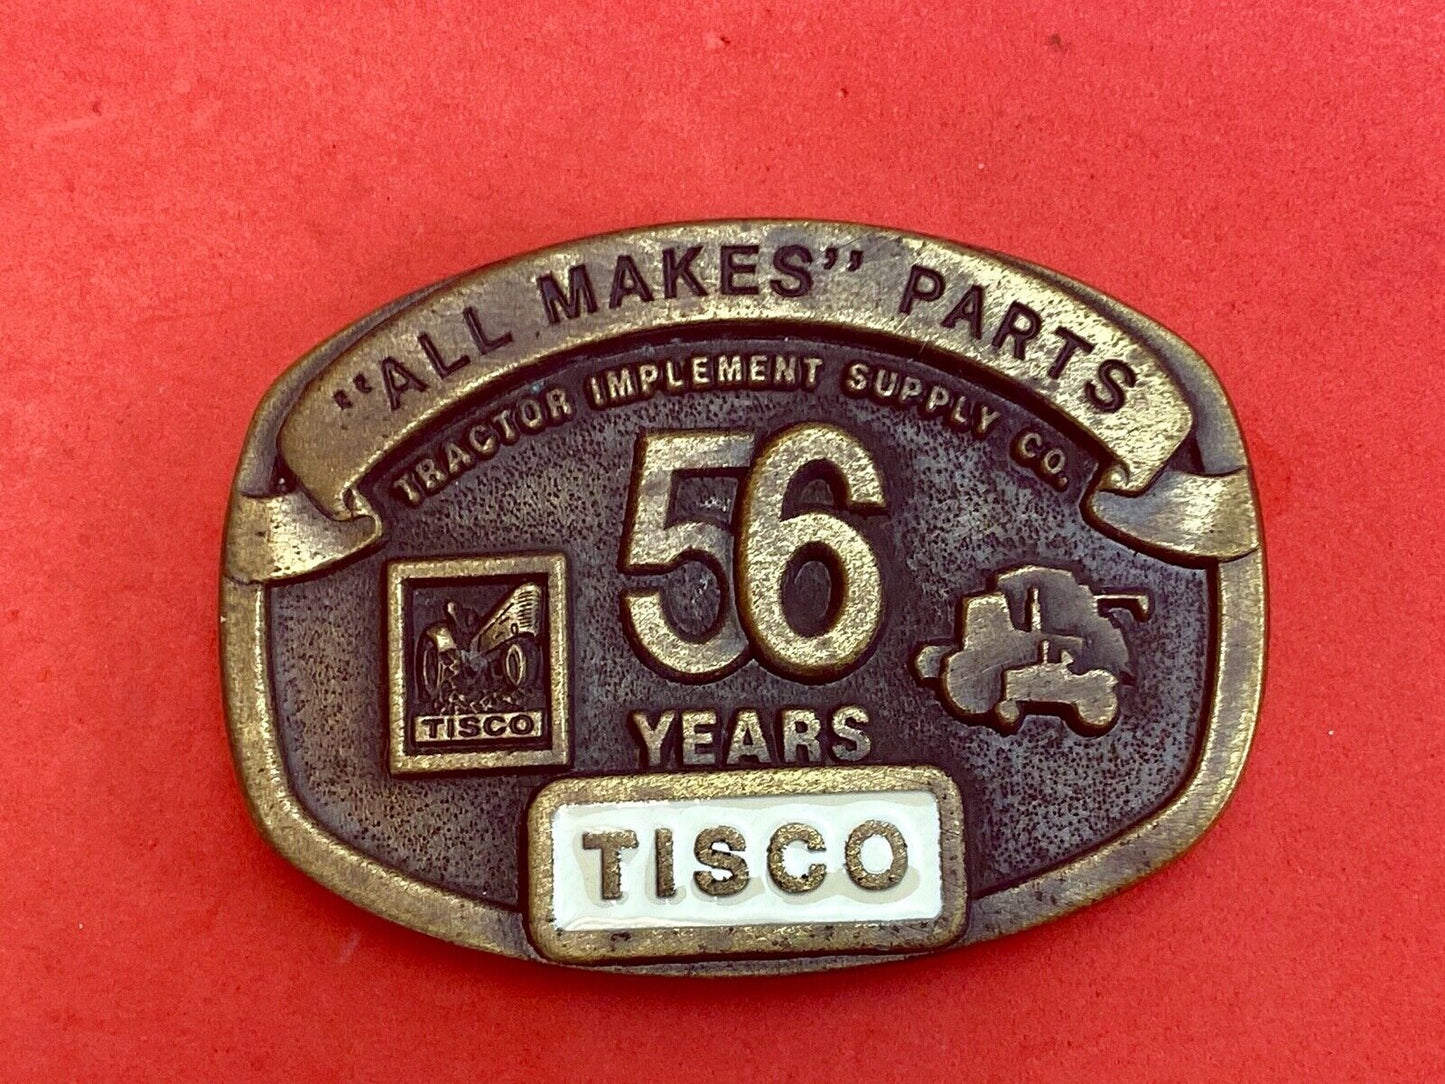 "ALL MAKES" PARTS
TRACTOR IMPLEMENT SUPPLY CO.
56
YEARS
TISCO
TISCO